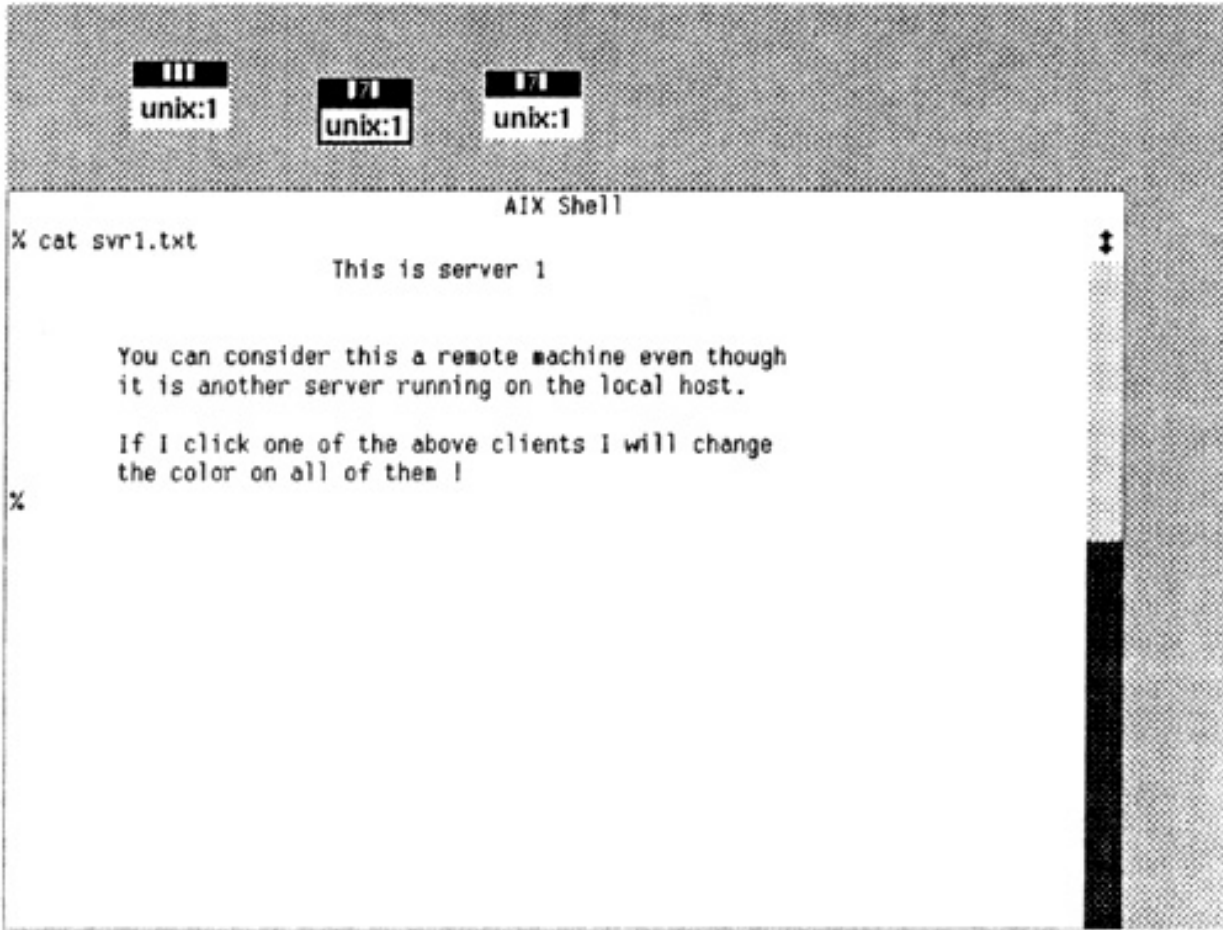 unix:1
unix:1
unix:1
AIX Shell
% cat svr1.txt
This is server 1
You can consider this a remote machine even though
it is another server running on the local host.
If I click one of the above clients I will change
the color on all of them !
%